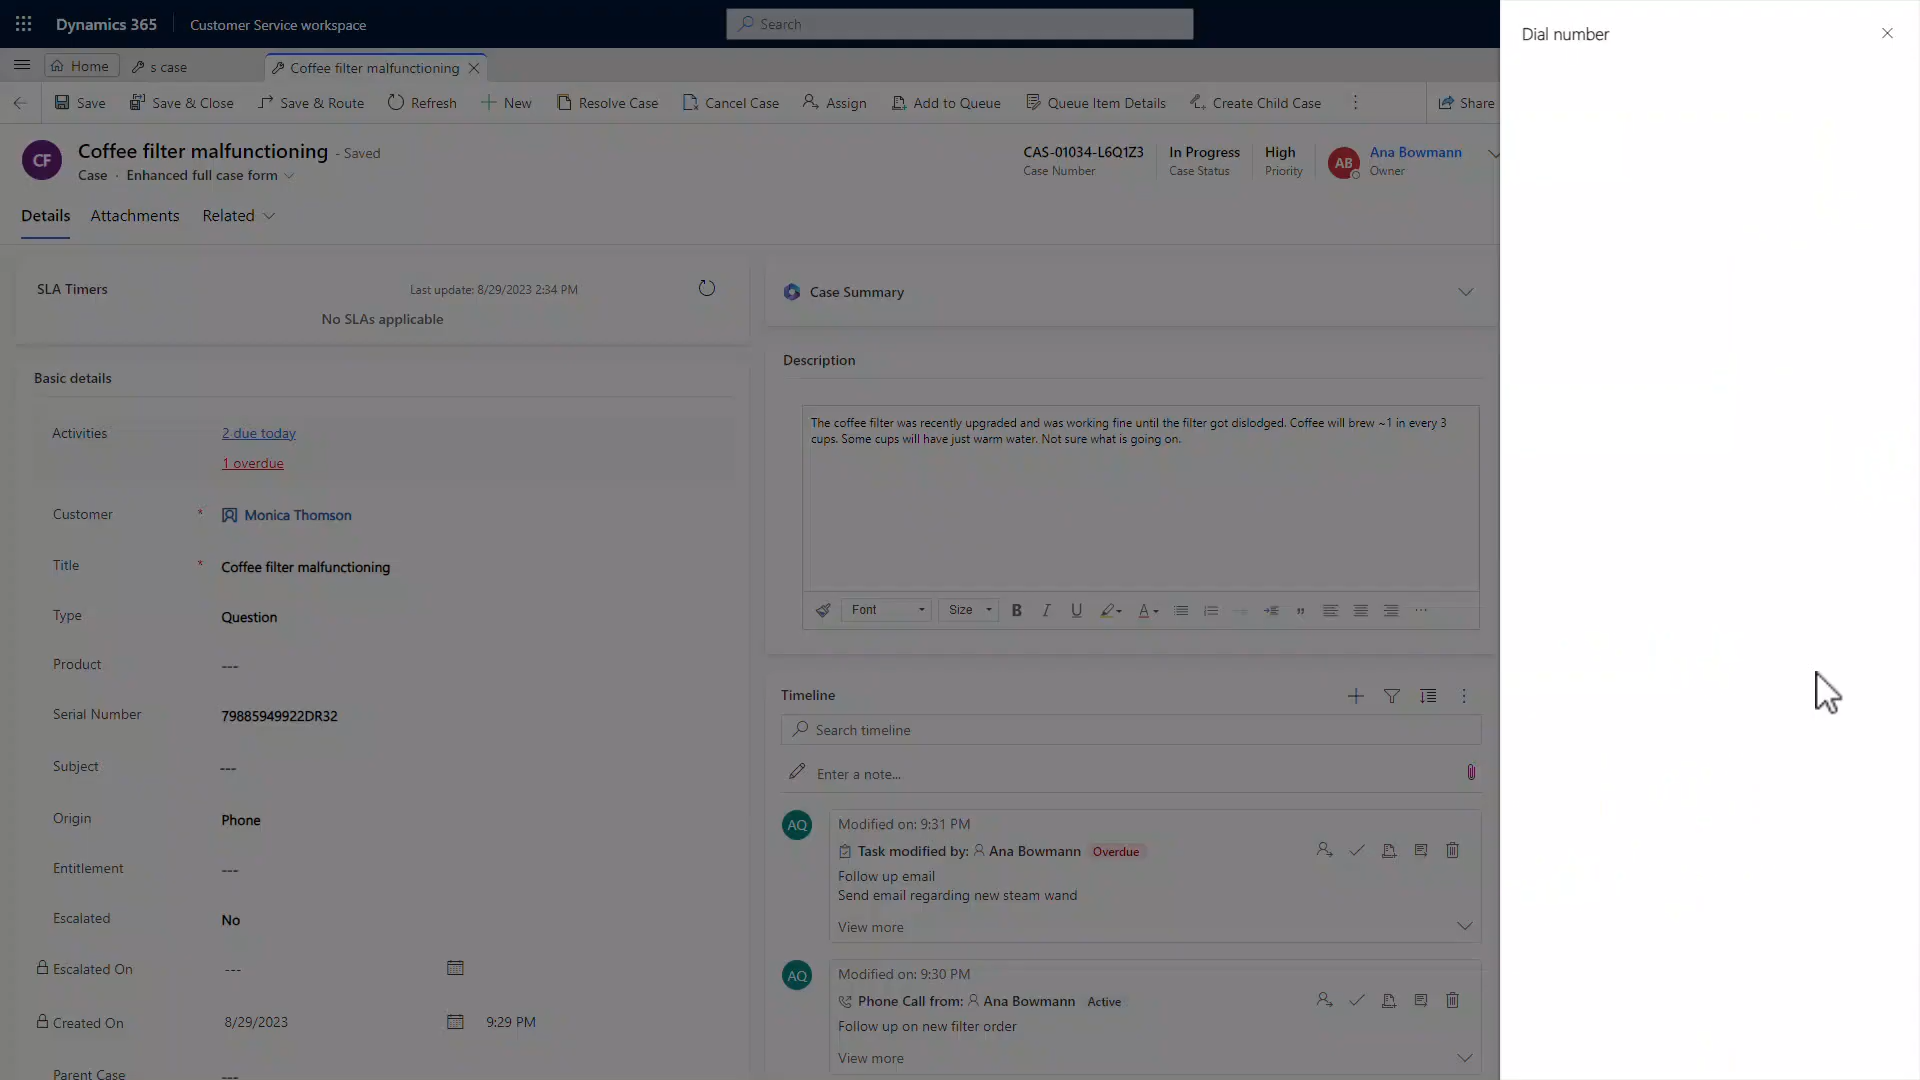 Dynamics 365
Customer Service workspace
Search
Dial number
Home
s case
Coffee filter malfunctioning
Save
Save & Close
Save & Route
Refresh
New
Resolve Case
Cancel Case
Assign
Add to Queue
Queue Item Details
Create Child Case
Share
CF
Coffee filter malfunctioning - Saved
Case · Enhanced full case form
CAS-01034-L6Q1Z3
Case Number
In Progress
Case Status
High
Priority
AB
Ana Bowmann
Owner
Details
Attachments
Related
SLA Timers
Last update: 8/29/2023 2:34 PM
No SLAs applicable
Basic details
Activities
2 due today
1 overdue
Customer * Monica Thomson
Title * Coffee filter malfunctioning
Type Question
Product ---
Serial Number 79885949922DR32
Subject ---
Origin Phone
Entitlement ---
Escalated No
Escalated On ---
Created On 8/29/2023 9:29 PM
Parent Case ---
Case Summary
Description
The coffee filter was recently upgraded and was working fine until the filter got dislodged. Coffee will brew ~1 in every 3
cups. Some cups will have just warm water. Not sure what is going on.
Font Size B I U A
Timeline
Search timeline
Enter a note...
AQ
Modified on: 9:31 PM
Task modified by: Ana Bowmann Overdue
Follow up email
Send email regarding new steam wand
View more
AQ
Modified on: 9:30 PM
Phone Call from: Ana Bowmann Active
Follow up on new filter order
View more